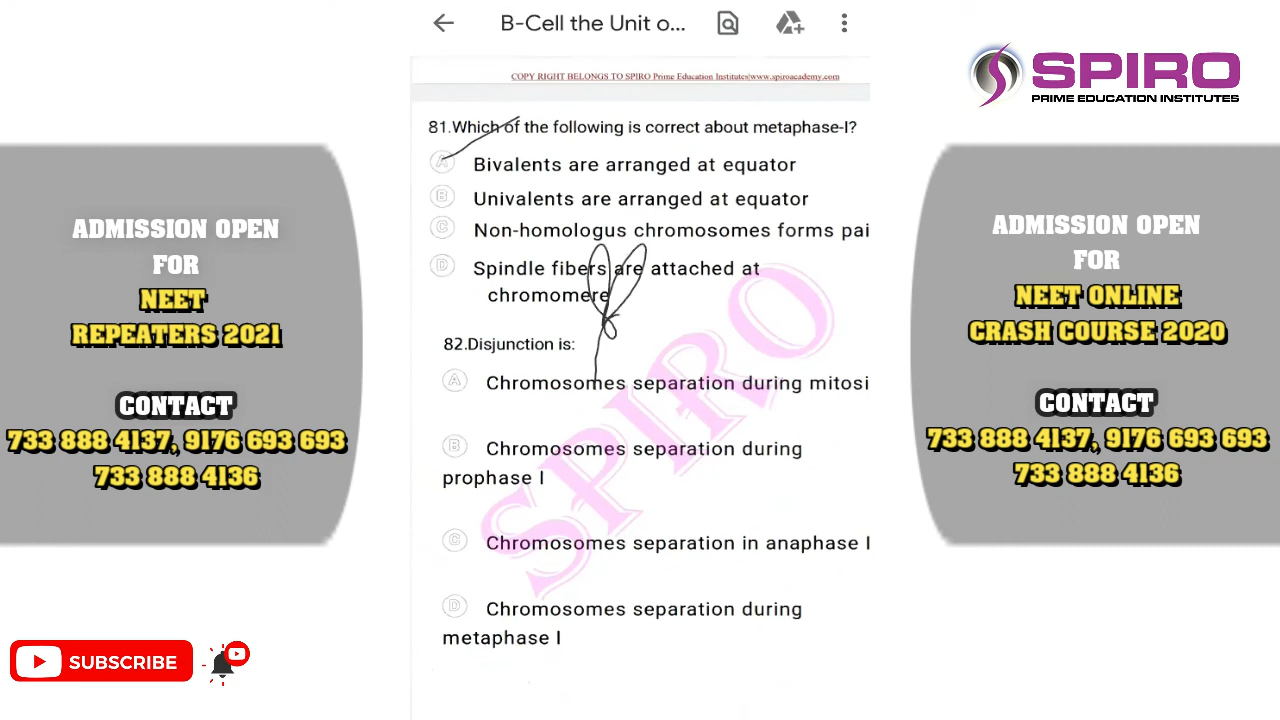 B-Cell the Unit o...
COPY RIGHT BELONGS TO SPIRO Prime Education Institutes|www.spiroacademy.com
SPIRO
PRIME EDUCATION INSTITUTES
81.Which of the following is correct about metaphase-I?
A Bivalents are arranged at equator
B Univalents are arranged at equator
C Non-homologus chromosomes forms pai
D Spindle fibers are attached at
chromomere
82.Disjunction is:
A Chromosomes separation during mitosi
B Chromosomes separation during
prophase I
C Chromosomes separation in anaphase I
D Chromosomes separation during
metaphase I
SPIRO
ADMISSION OPEN
FOR
NEET
REPEATERS 2021
CONTACT
733 888 4137, 9176 693 693
733 888 4136
ADMISSION OPEN
FOR
NEET ONLINE
CRASH COURSE 2020
CONTACT
733 888 4137, 9176 693 693
733 888 4136
SUBSCRIBE